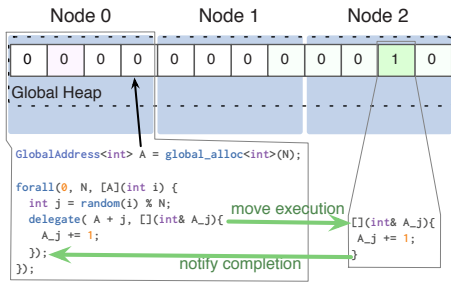 Node 0 Node 1 Node 2
0 0 0 0 0 0 0 0 0 0 1 0
Global Heap
GlobalAddress<int> A = global_alloc<int>(N);
forall(0, N, [A](int i) {
int j = random(i) % N;
delegate( A + j, [](int& A_j){
A_j += 1;
});
});
move execution
notify completion
[](int& A_j){
A_j += 1;
}